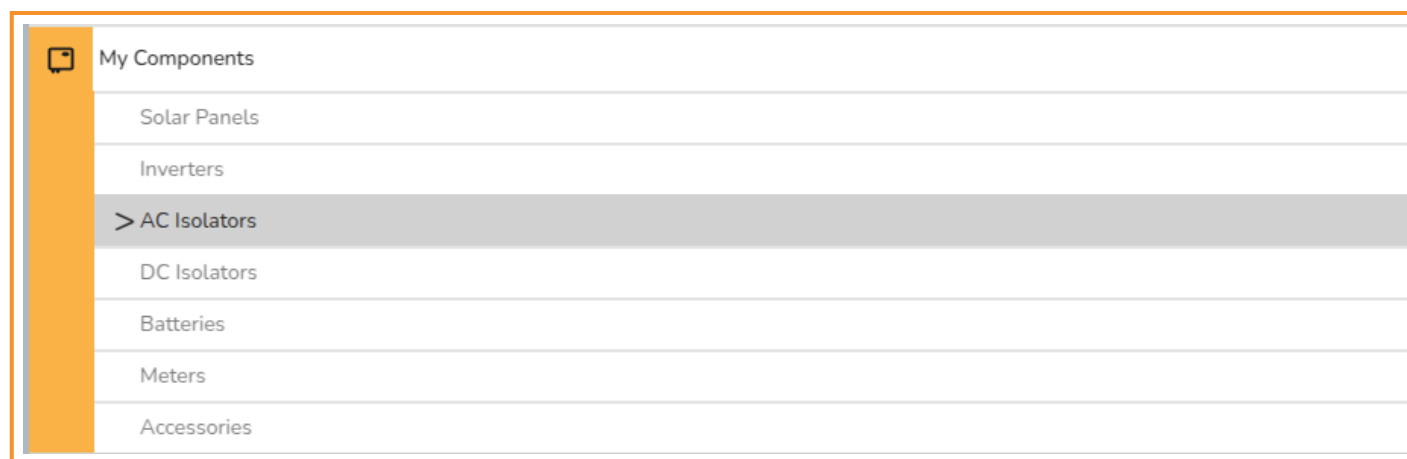 My Components
Solar Panels
Inverters
> AC Isolators
DC Isolators
Batteries
Meters
Accessories